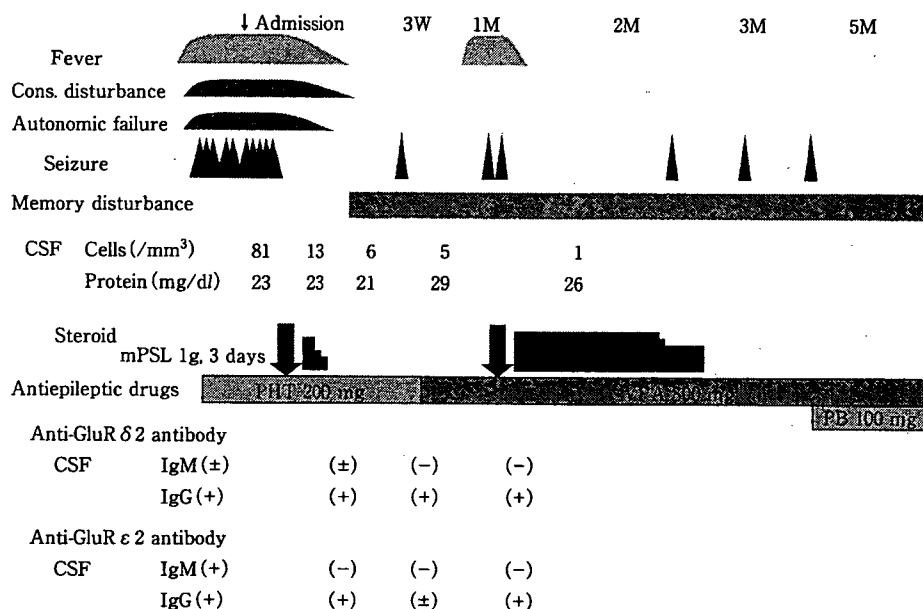 ↓ Admission 3W 1M 2M 3M 5M
Fever
Cons. disturbance
Autonomic failure
Seizure
Memory disturbance
CSF Cells (/mm³) 81 13 6 5 1
Protein (mg/dl) 23 23 21 29 26
Steroid
mPSL 1g, 3 days
Antiepileptic drugs PHT 200 mg
PB 100 mg
Anti-GluR δ2 antibody
CSF IgM (±) (±) (−) (−)
IgG (+) (+) (+) (+)
Anti-GluR ε2 antibody
CSF IgM (+) (−) (−) (−)
IgG (+) (+) (±) (+)